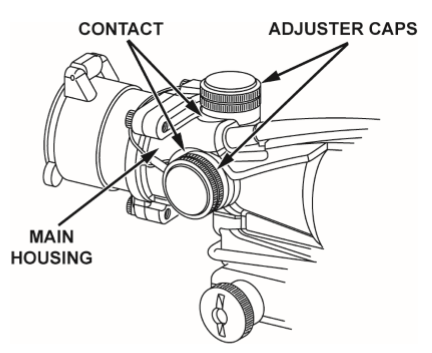 CONTACT
ADJUSTER CAPS
MAIN
HOUSING